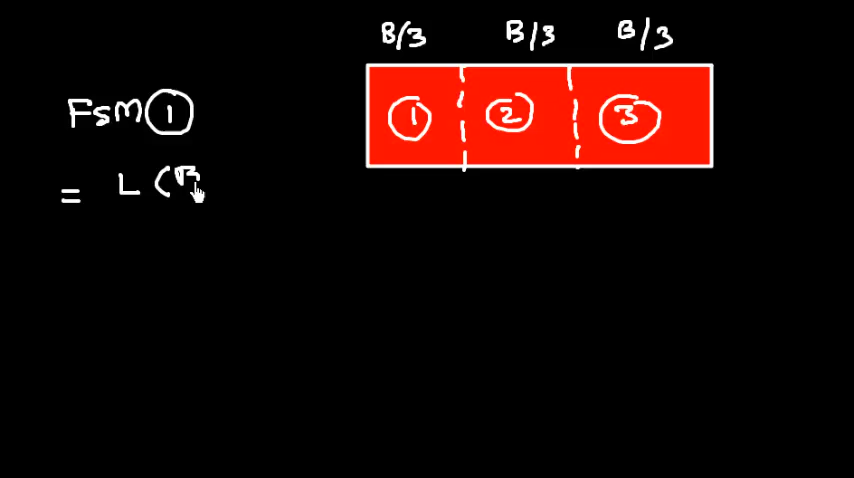 B/3 B/3 B/3
FSM 1
1 2 3
= L (B